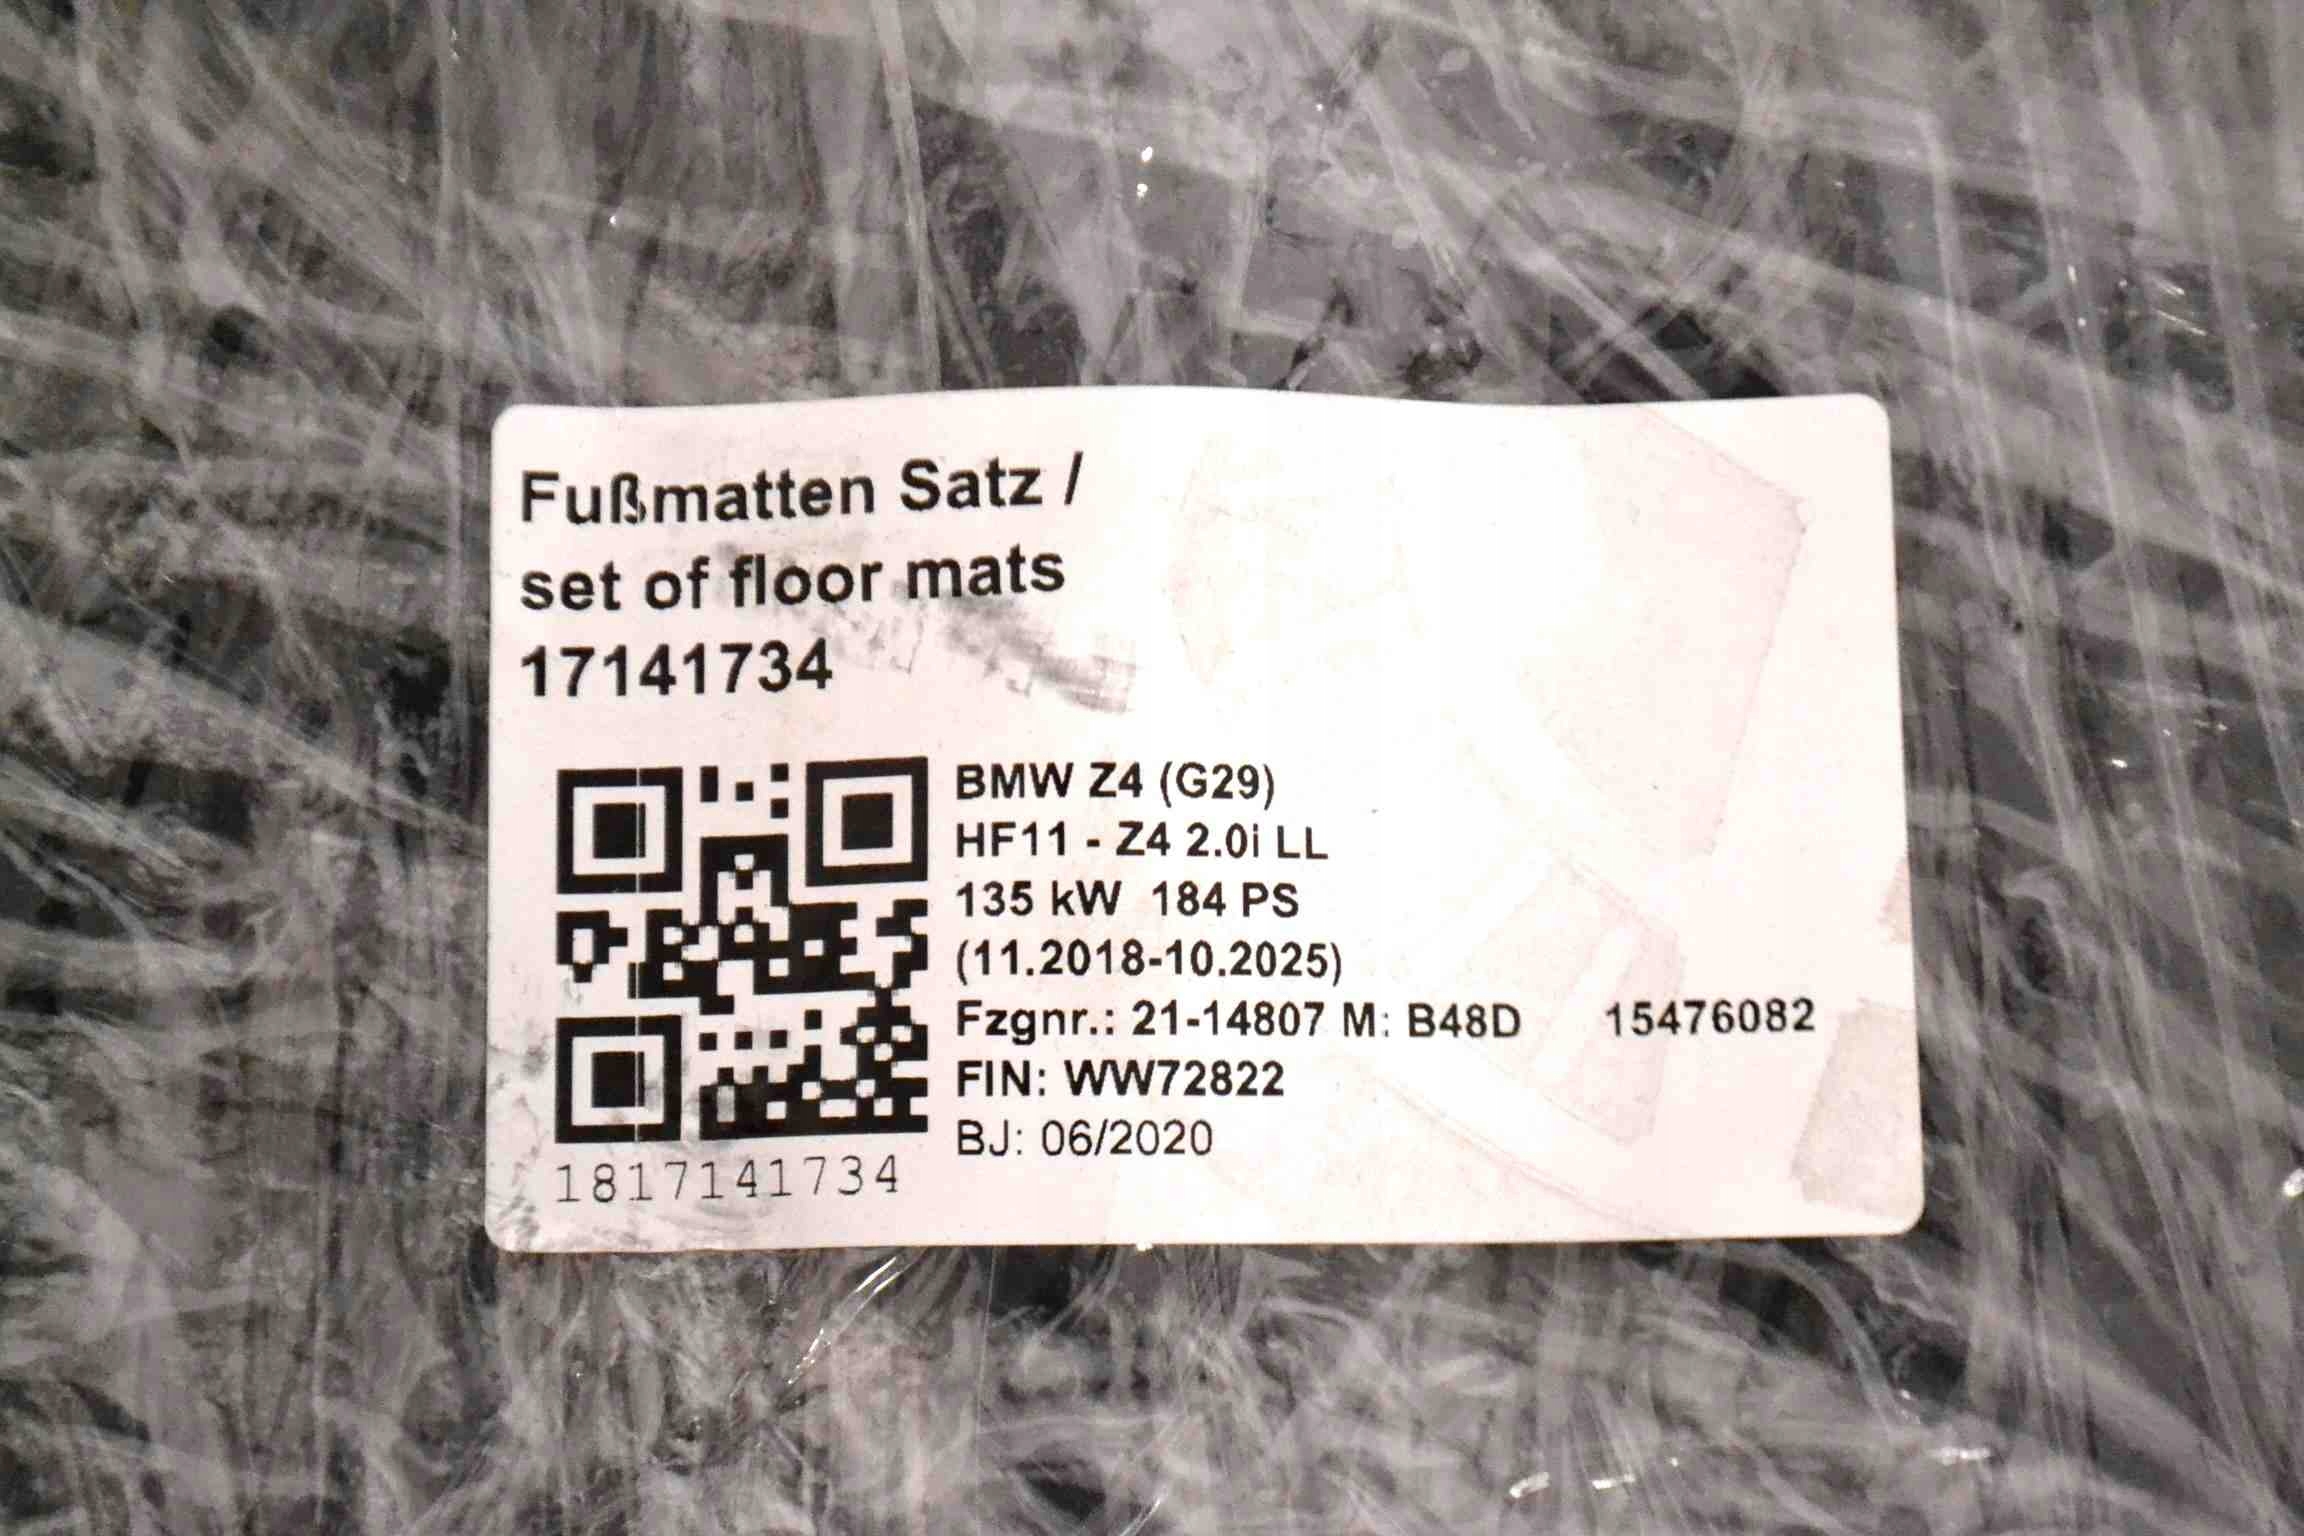 Fußmatten Satz /
set of floor mats
17141734
BMW Z4 (G29)
HF11 - Z4 2.0i LL
135 kW 184 PS
(11.2018-10.2025)
Fzgnr.: 21-14807 M: B48D 15476082
FIN: WW72822
BJ: 06/2020
1817141734